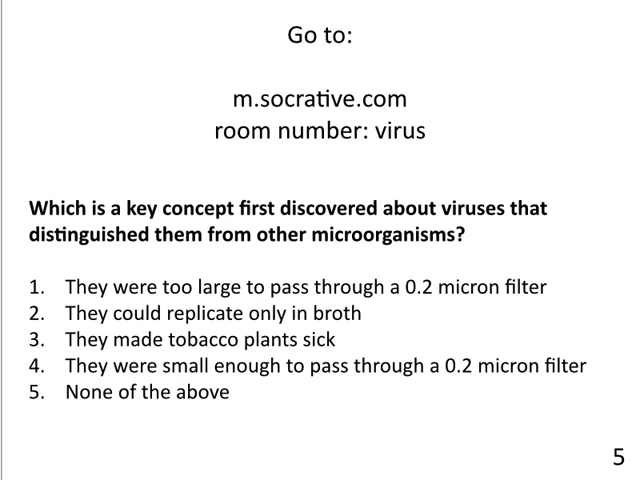 Go to:
m.socrative.com
room number: virus
Which is a key concept first discovered about viruses that
distinguished them from other microorganisms?
1. They were too large to pass through a 0.2 micron filter
2. They could replicate only in broth
3. They made tobacco plants sick
4. They were small enough to pass through a 0.2 micron filter
5. None of the above
5